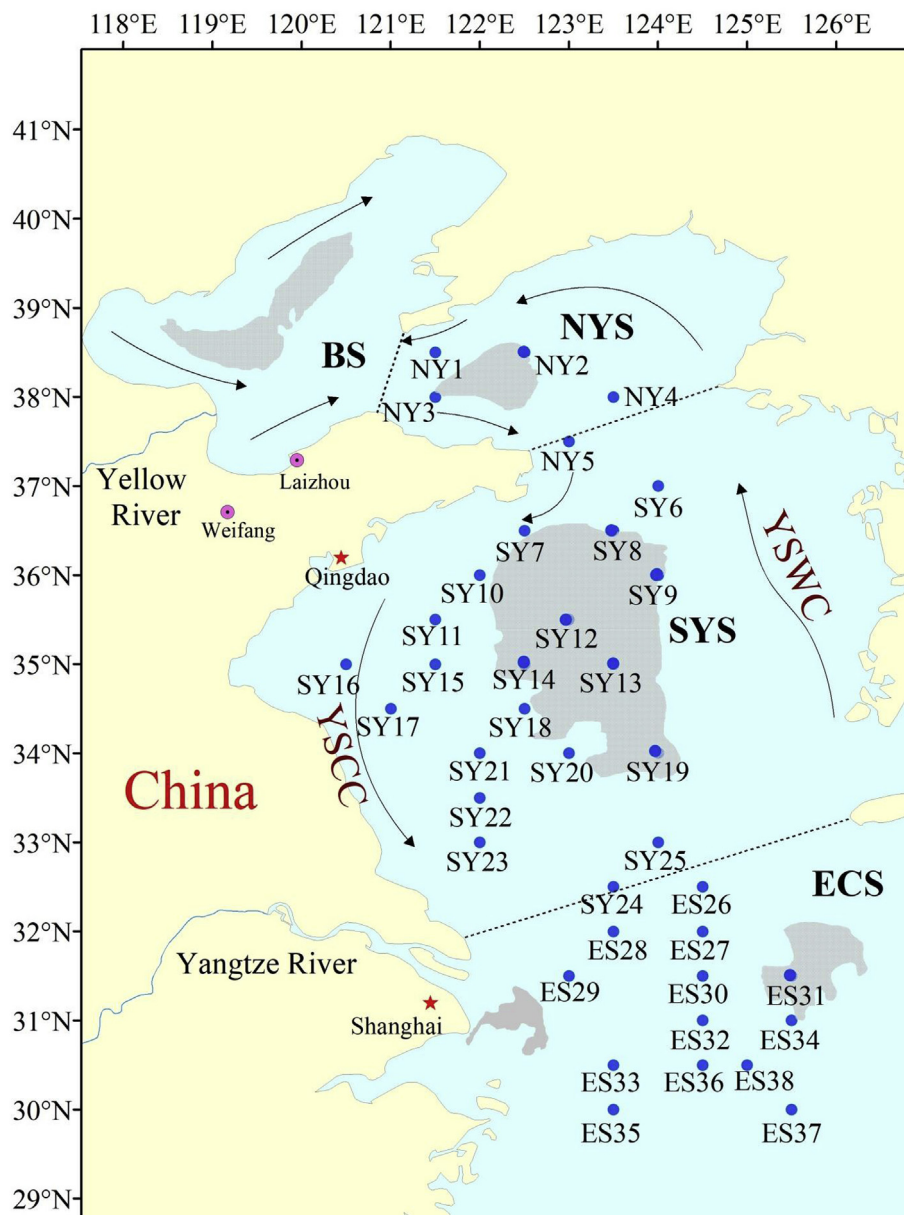 118°E 119°E 120°E 121°E 122°E 123°E 124°E 125°E 126°E
41°N
40°N
39°N
NYS
BS
NY1
NY2
38°N
NY3
NY4
NY5
Yellow
River
Laizhou
37°N
SY6
Weifang
YSWC
SY7
SY8
36°N
Qingdao
SY10
SY9
SY11
SY12
SYS
35°N
SY16
SY15
SY14
SY13
SY17
SY18
YSCC
34°N
SY21
SY20
SY19
China
SY22
33°N
SY23
SY25
ECS
SY24
ES26
32°N
ES28
ES27
Yangtze River
ES29
ES30
ES31
31°N
Shanghai
ES32
ES34
ES33
ES36
ES38
30°N
ES35
ES37
29°N